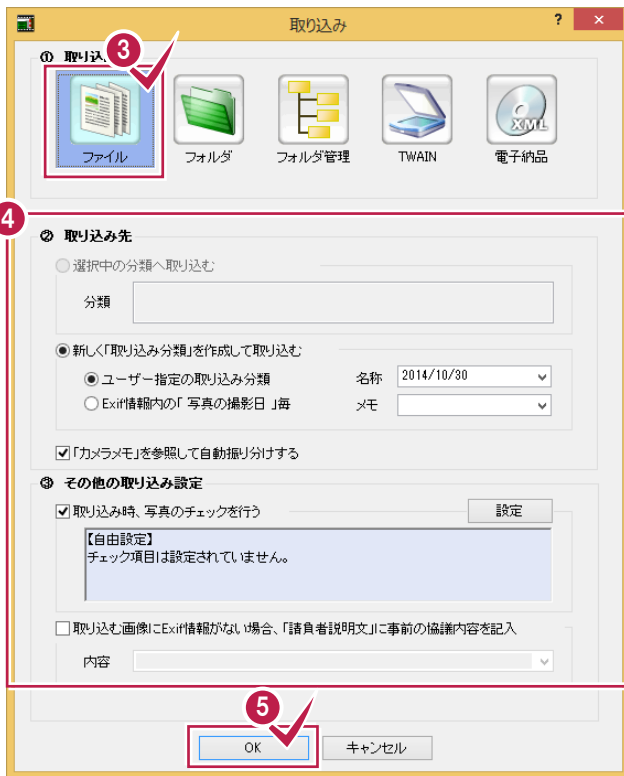 取り込み
?
×
① 取り込
3
ファイル
フォルダ
フォルダ管理
TWAIN
XML
電子納品
4
② 取り込み先
選択中の分類へ取り込む
分類
新しく「取り込み分類」を作成して取り込む
ユーザー指定の取り込み分類
名称
2014/10/30
Exif情報内の「 写真の撮影日 」毎
メモ
「カメラメモ」を参照して自動振り分けする
③ その他の取り込み設定
取り込み時、写真のチェックを行う
設定
【自由設定】
チェック項目は設定されていません。
取り込む画像にExif情報がない場合、「請負者説明文」に事前の協議内容を記入
内容
5
OK
キャンセル